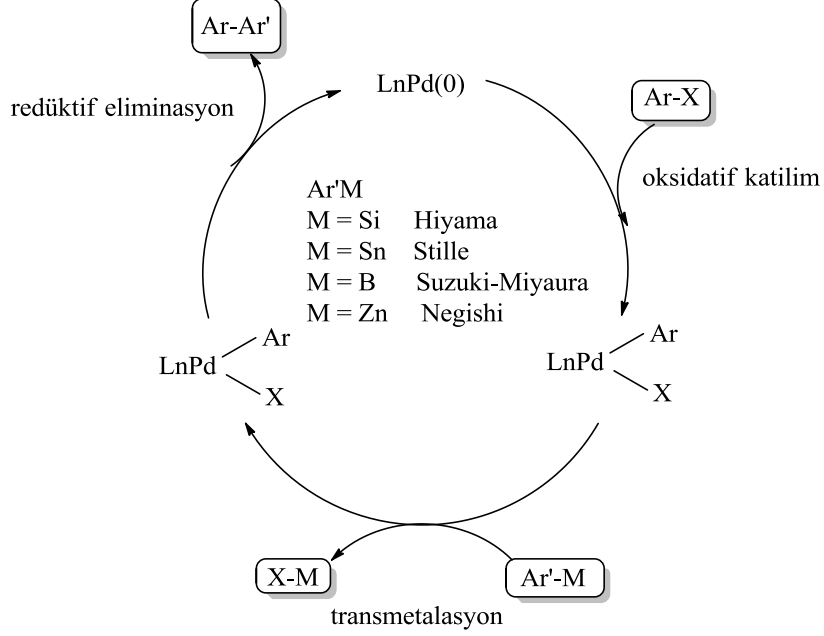 Ar-Ar'
LnPd(0)
Ar-X
redüktif eliminasyon
oksidatif katilim
Ar'M
M = Si Hiyama
M = Sn Stille
M = B Suzuki-Miyaura
M = Zn Negishi
LnPd
Ar
X
LnPd
Ar
X
X-M
Ar'-M
transmetalasyon